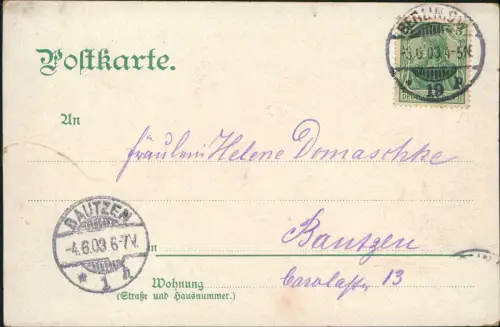 Postkarte.
BERLIN S.W.
-3.6.03.4-5N.
* 19 h
An
Fräulein Helene Domaschke
BAUTZEN
-4.6.03 6-7V.
* 1 h
in Bautzen
Wohnung Carolastr. 13
(Straße und Hausnummer.)